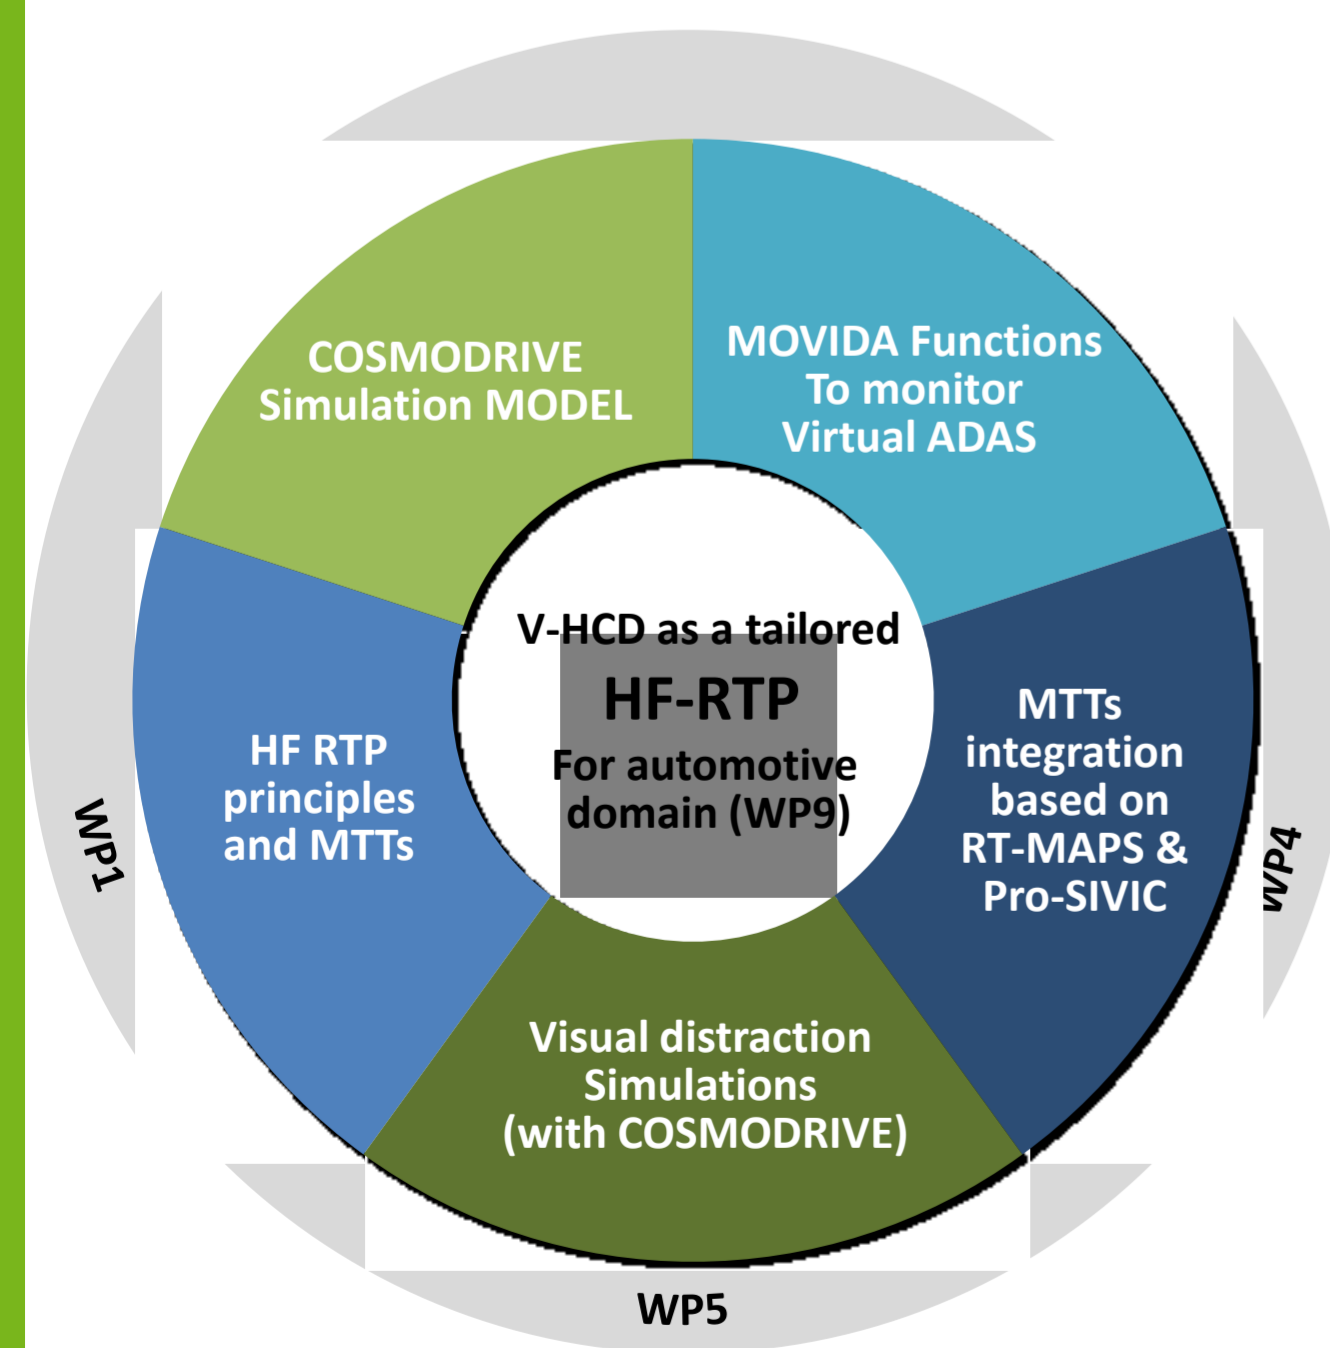 COSMODRIVE
Simulation MODEL
MOVIDA Functions
To monitor
Virtual ADAS
V-HCD as a tailored
HF-RTP
For automotive
domain (WP9)
HF RTP
principles
and MTTs
MTTs
integration
based on
RT-MAPS &
Pro-SIVIC
Visual distraction
Simulations
(with COSMODRIVE)
WP1
WP4
WP5